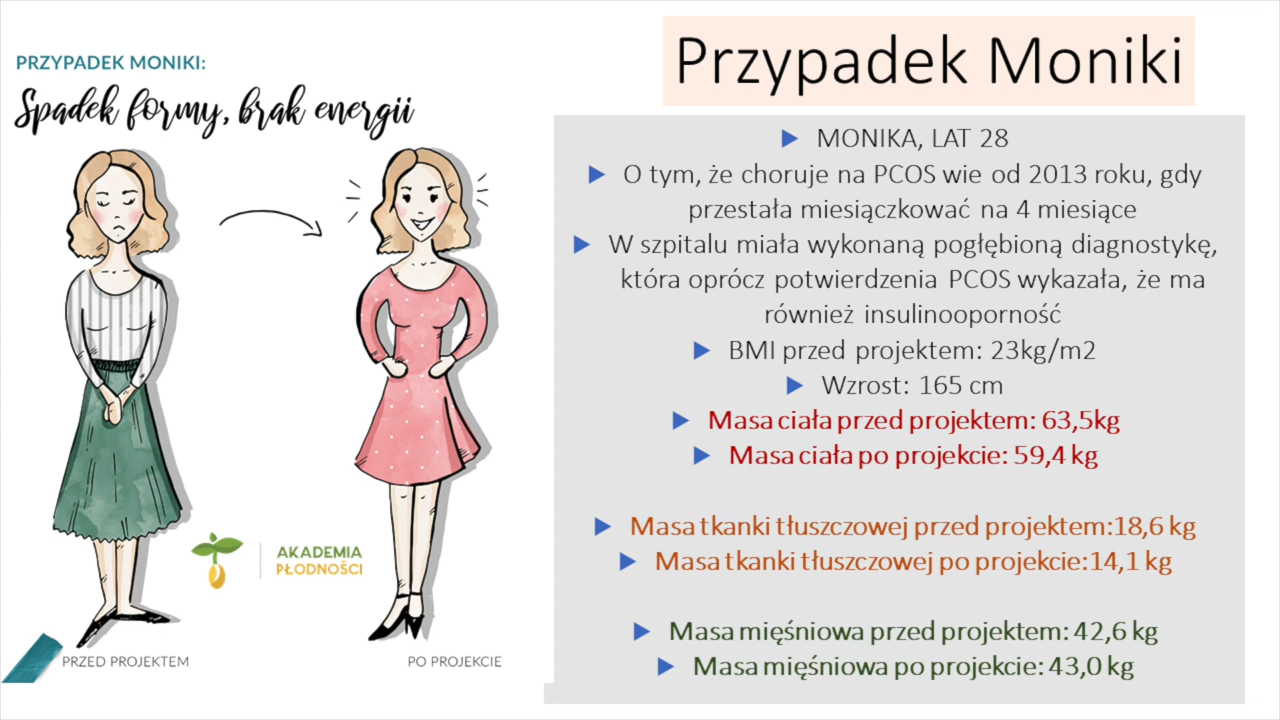 PRZYPADEK MONIKI:
Spadek formy, brak energii
AKADEMIA
PŁODNOŚCI
PRZED PROJEKTEM
PO PROJEKCIE
Przypadek Moniki
MONIKA, LAT 28
O tym, że choruje na PCOS wie od 2013 roku, gdy
przestała miesiączkować na 4 miesiące
W szpitalu miała wykonaną pogłębioną diagnostykę,
która oprócz potwierdzenia PCOS wykazała, że ma
również insulinooporność
BMI przed projektem: 23kg/m2
Wzrost: 165 cm
Masa ciała przed projektem: 63,5kg
Masa ciała po projekcie: 59,4 kg
Masa tkanki tłuszczowej przed projektem:18,6 kg
Masa tkanki tłuszczowej po projekcie:14,1 kg
Masa mięśniowa przed projektem: 42,6 kg
Masa mięśniowa po projekcie: 43,0 kg